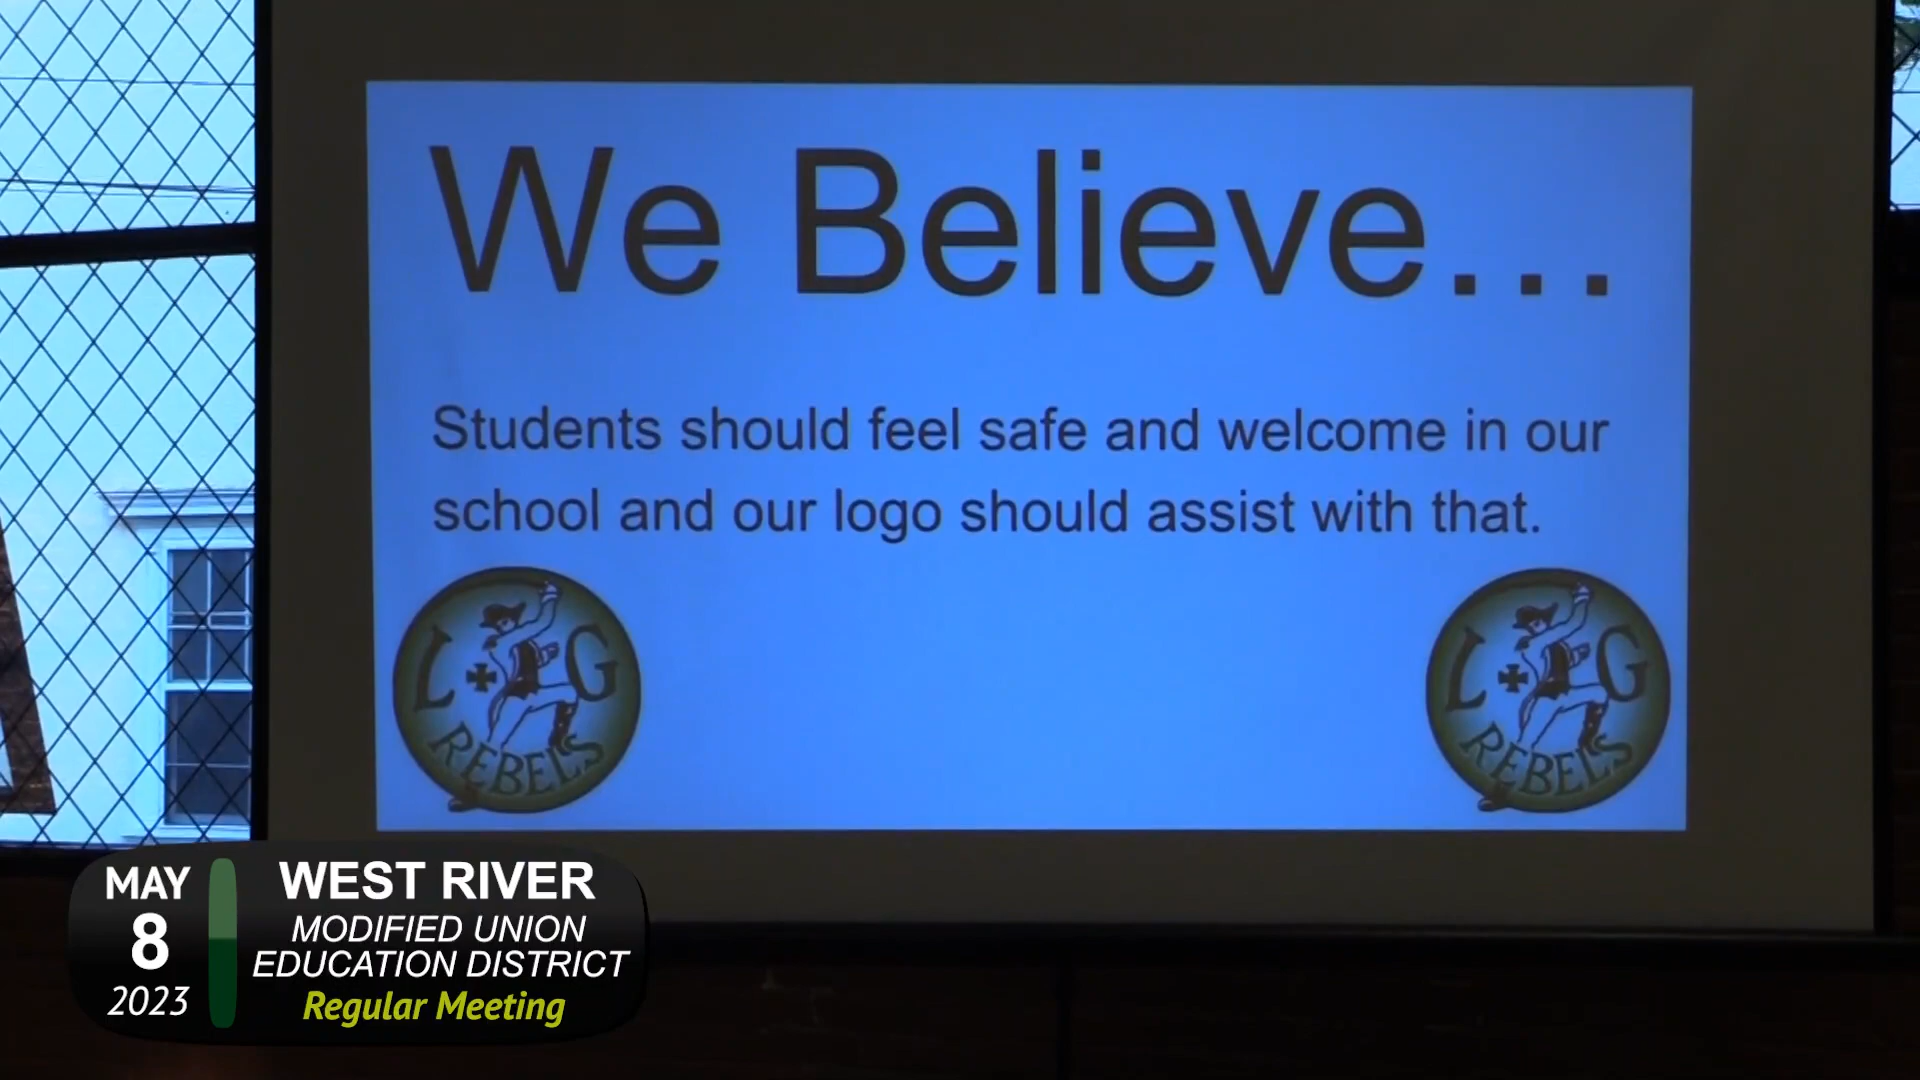 We Believe...
Students should feel safe and welcome in our
school and our logo should assist with that.
L G
REBELS
L G
REBELS
MAY
8
2023
WEST RIVER
MODIFIED UNION
EDUCATION DISTRICT
Regular Meeting